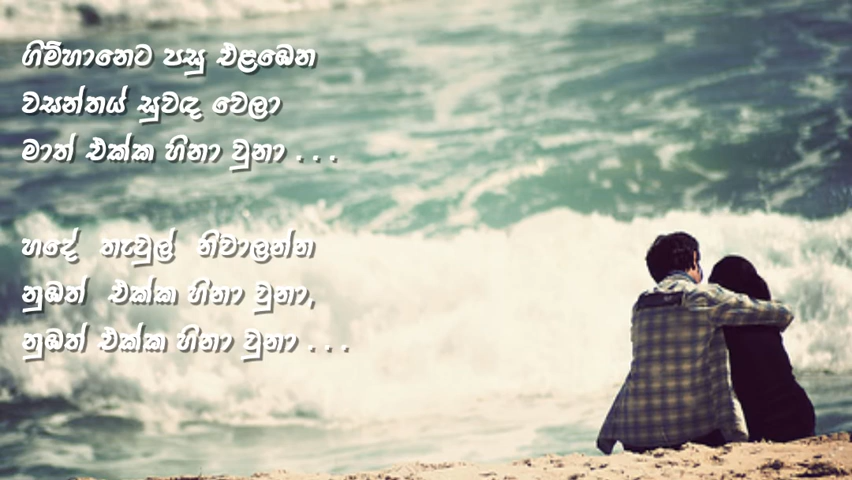 ගිම්හානෙට පසු එළඹෙන
වසන්තය් සුවඳ වෙලා
මාත් එක්ක හිනා වුනා . . .
හදේ තැවුල් නිවාලන්න
නුඹත් එක්ක හිනා වුනා,
නුඹත් එක්ක හිනා වුනා . . .